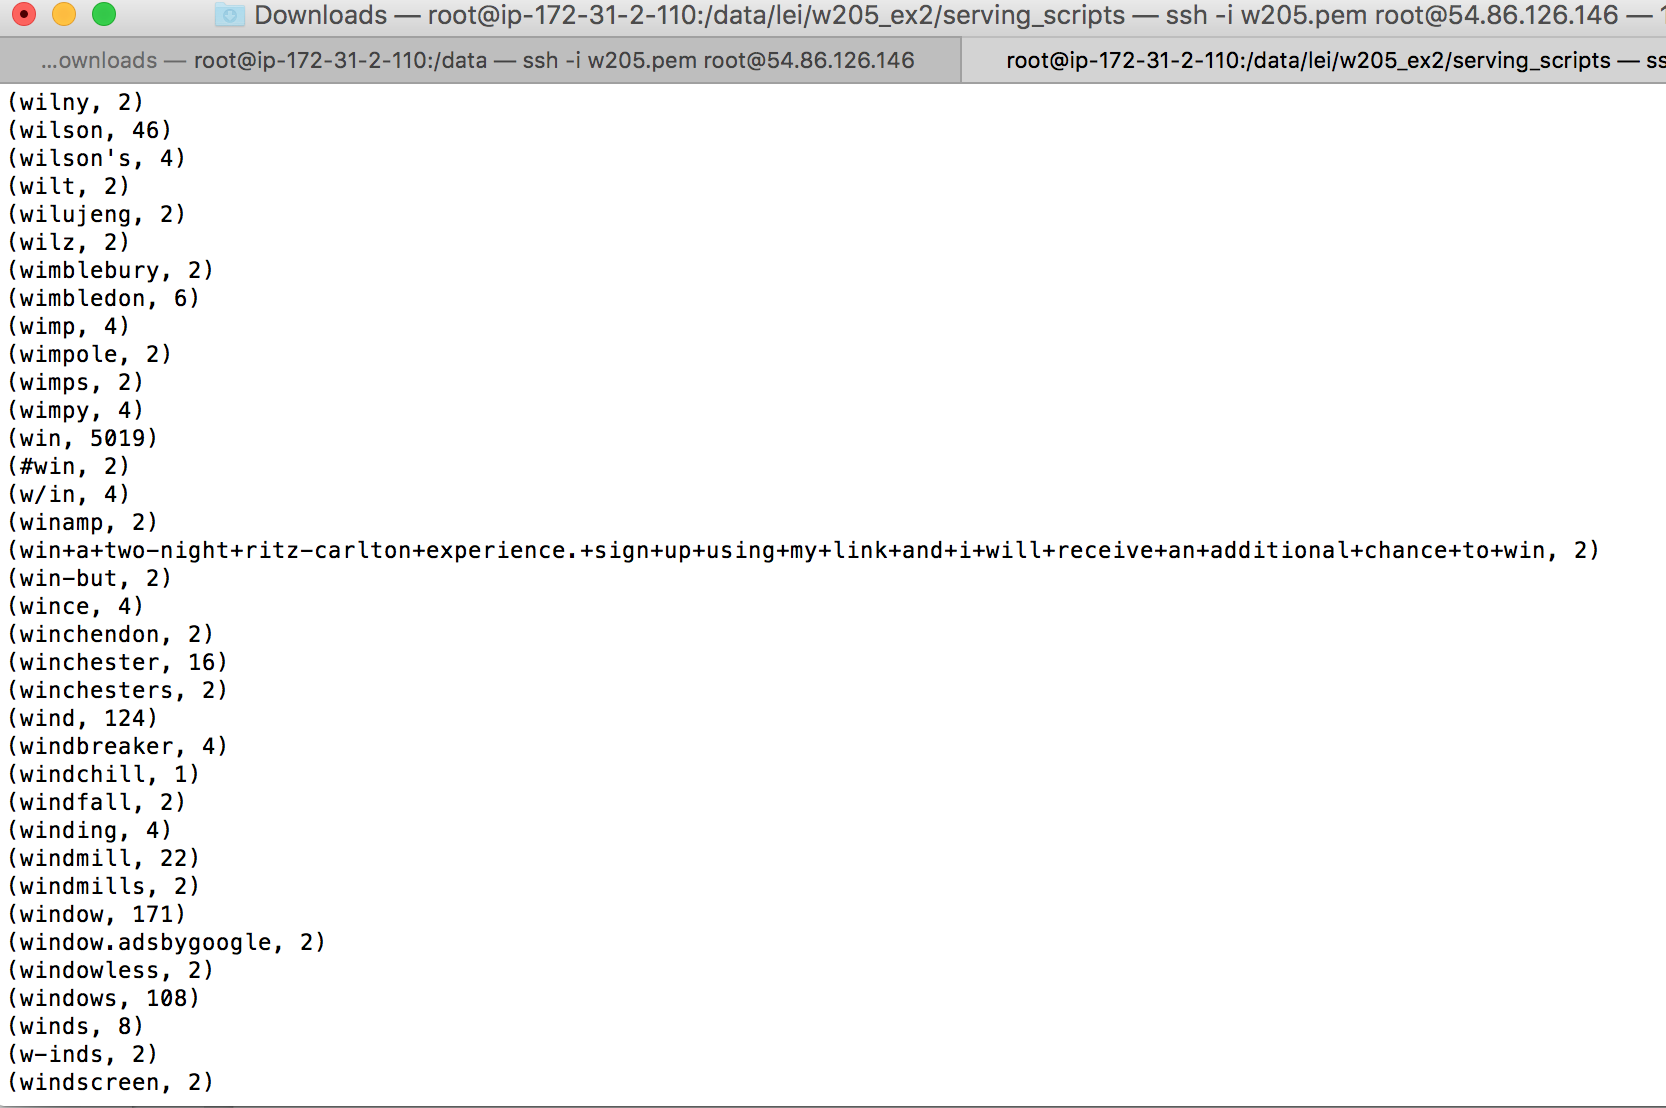 Downloads — root@ip-172-31-2-110:/data/lei/w205_ex2/serving_scripts — ssh -i w205.pem root@54.86.126.146 — 1
...ownloads — root@ip-172-31-2-110:/data — ssh -i w205.pem root@54.86.126.146
root@ip-172-31-2-110:/data/lei/w205_ex2/serving_scripts — ss
(wilny, 2)
(wilson, 46)
(wilson's, 4)
(wilt, 2)
(wilujeng, 2)
(wilz, 2)
(wimblebury, 2)
(wimbledon, 6)
(wimp, 4)
(wimpole, 2)
(wimps, 2)
(wimpy, 4)
(win, 5019)
(#win, 2)
(w/in, 4)
(winamp, 2)
(win+a+two-night+ritz-carlton+experience.+sign+up+using+my+link+and+i+will+receive+an+additional+chance+to+win, 2)
(win-but, 2)
(wince, 4)
(winchendon, 2)
(winchester, 16)
(winchesters, 2)
(wind, 124)
(windbreaker, 4)
(windchill, 1)
(windfall, 2)
(winding, 4)
(windmill, 22)
(windmills, 2)
(window, 171)
(window.adsbygoogle, 2)
(windowless, 2)
(windows, 108)
(winds, 8)
(w-inds, 2)
(windscreen, 2)